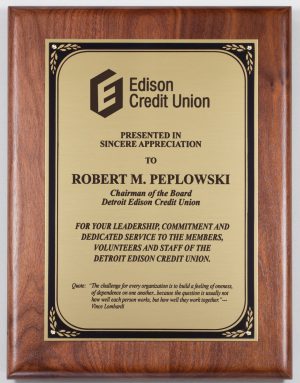 Edison
Credit Union
PRESENTED IN
SINCERE APPRECIATION
TO
ROBERT M. PEPLOWSKI
Chairman of the Board
Detroit Edison Credit Union
FOR YOUR LEADERSHIP, COMMITMENT AND
DEDICATED SERVICE TO THE MEMBERS,
VOLUNTEERS AND STAFF OF THE
DETROIT EDISON CREDIT UNION.
Quote: "The challenge for every organization is to build a feeling of oneness,
of dependence on one another, because the question is usually not
how well each person works, but how well they work together."---
Vince Lombardi